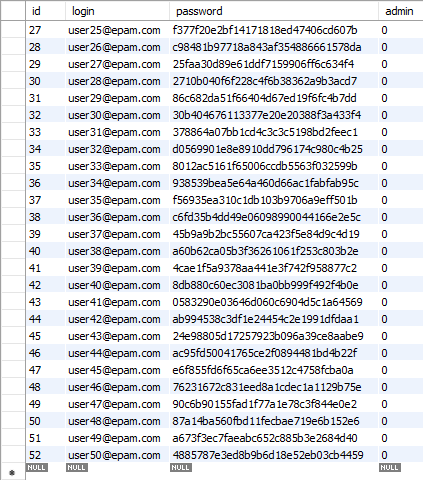 id login password admin
27 user25@epam.com f377f20e2bf14171818ed47406cd607b 0
28 user26@epam.com c98481b97718a843af354886661578da 0
29 user27@epam.com 25faa30d89e61ddf7159906ff6c634f4 0
30 user28@epam.com 2710b040f6f228c4f6b38362a9b3acd7 0
31 user29@epam.com 86c682da51f66404d67ed19f6fc4b7dd 0
32 user30@epam.com 30b404676113377e20e20388f3a433f4 0
33 user31@epam.com 378864a07bb1cd4c3c3c5198bd2feec1 0
34 user32@epam.com d0569901e8e8910dd796174c980c4b25 0
35 user33@epam.com 8012ac5161f65006ccdb5563f032599b 0
36 user34@epam.com 938539bea5e64a460d66ac1fabfab95c 0
37 user35@epam.com f56935ea310c1db103b9706a9eff501b 0
38 user36@epam.com c6fd35b4dd49e06098990044166e2e5c 0
39 user37@epam.com 45b9a9b2bc55607ca423f5e84d9c4d19 0
40 user38@epam.com a60b62ca05b3f36261061f253c803b2e 0
41 user39@epam.com 4cae1f5a9378aa441e3f742f958877c2 0
42 user40@epam.com 8db880c60ec3081ba0bb999f492f4b0e 0
43 user41@epam.com 0583290e03646d060c6904d5c1a64569 0
44 user42@epam.com ab994538c3df1e24454c2e1991dfdaa1 0
45 user43@epam.com 24e98805d17257923b096a39ce8aabe9 0
46 user44@epam.com ac95fd50041765ce2f0894481bd4b22f 0
47 user45@epam.com e6f855fd6f65ca6ee3512c4758fcba0a 0
48 user46@epam.com 76231672c831eed8a1cdec1a1129b75e 0
49 user47@epam.com 90c6b90155fad1f77a1e78c3f844e0e2 0
50 user48@epam.com 87a14ba560fbd11fecbae719e6b152e6 0
51 user49@epam.com a673f3ec7faeabc652c885b3e2684d40 0
52 user50@epam.com 4885787e3ed8b9b6d18e52eb03cb4459 0
NULL NULL NULL NULL